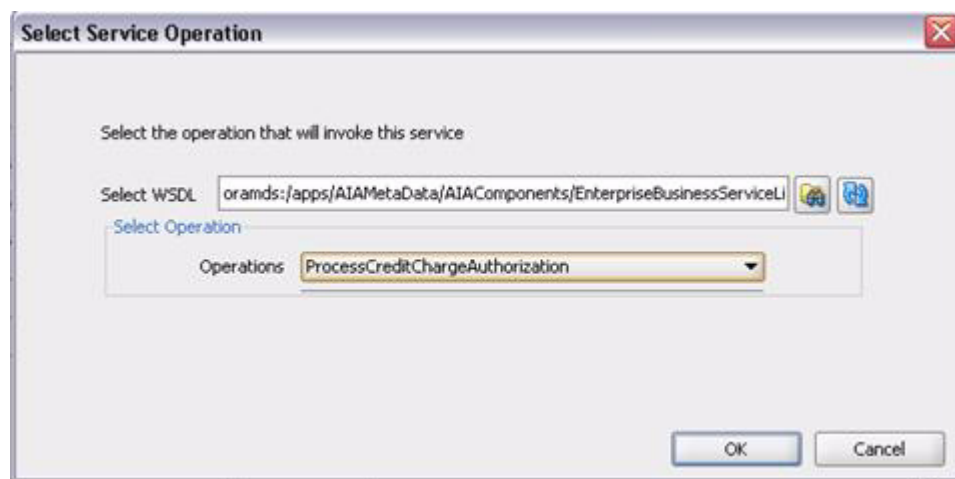 Select Service Operation
Select the operation that will invoke this service
Select WSDL oramds:/apps/AIAMetaData/AIAComponents/EnterpriseBusinessServiceLi
Select Operation
Operations ProcessCreditChargeAuthorization
OK Cancel